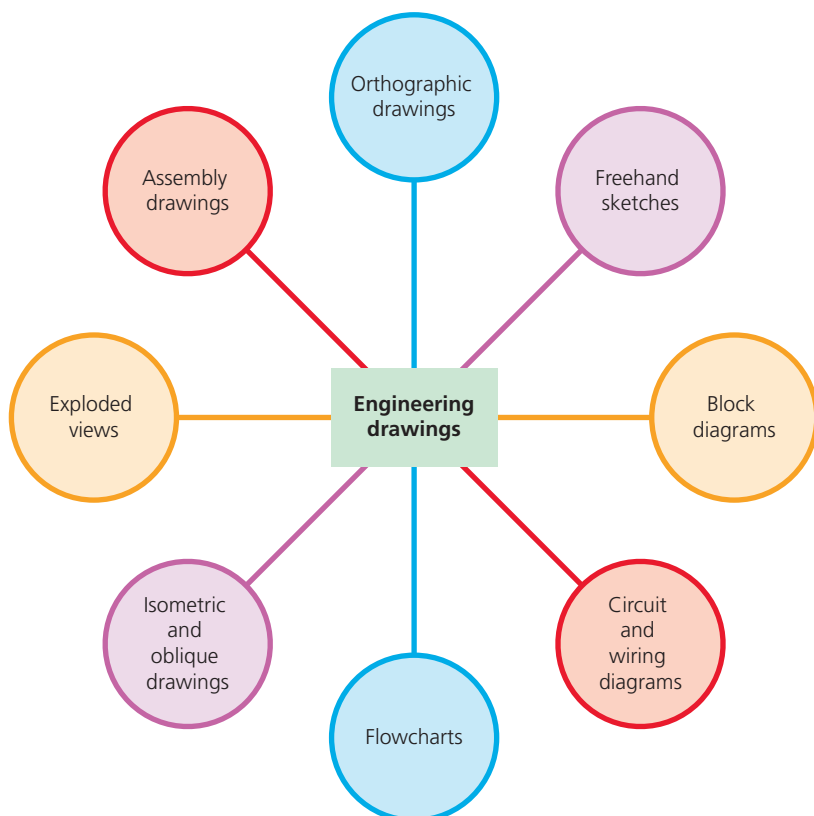 Orthographic
drawings
Assembly
drawings
Freehand
sketches
Exploded
views
Engineering
drawings
Block
diagrams
Isometric
and
oblique
drawings
Circuit
and
wiring
diagrams
Flowcharts